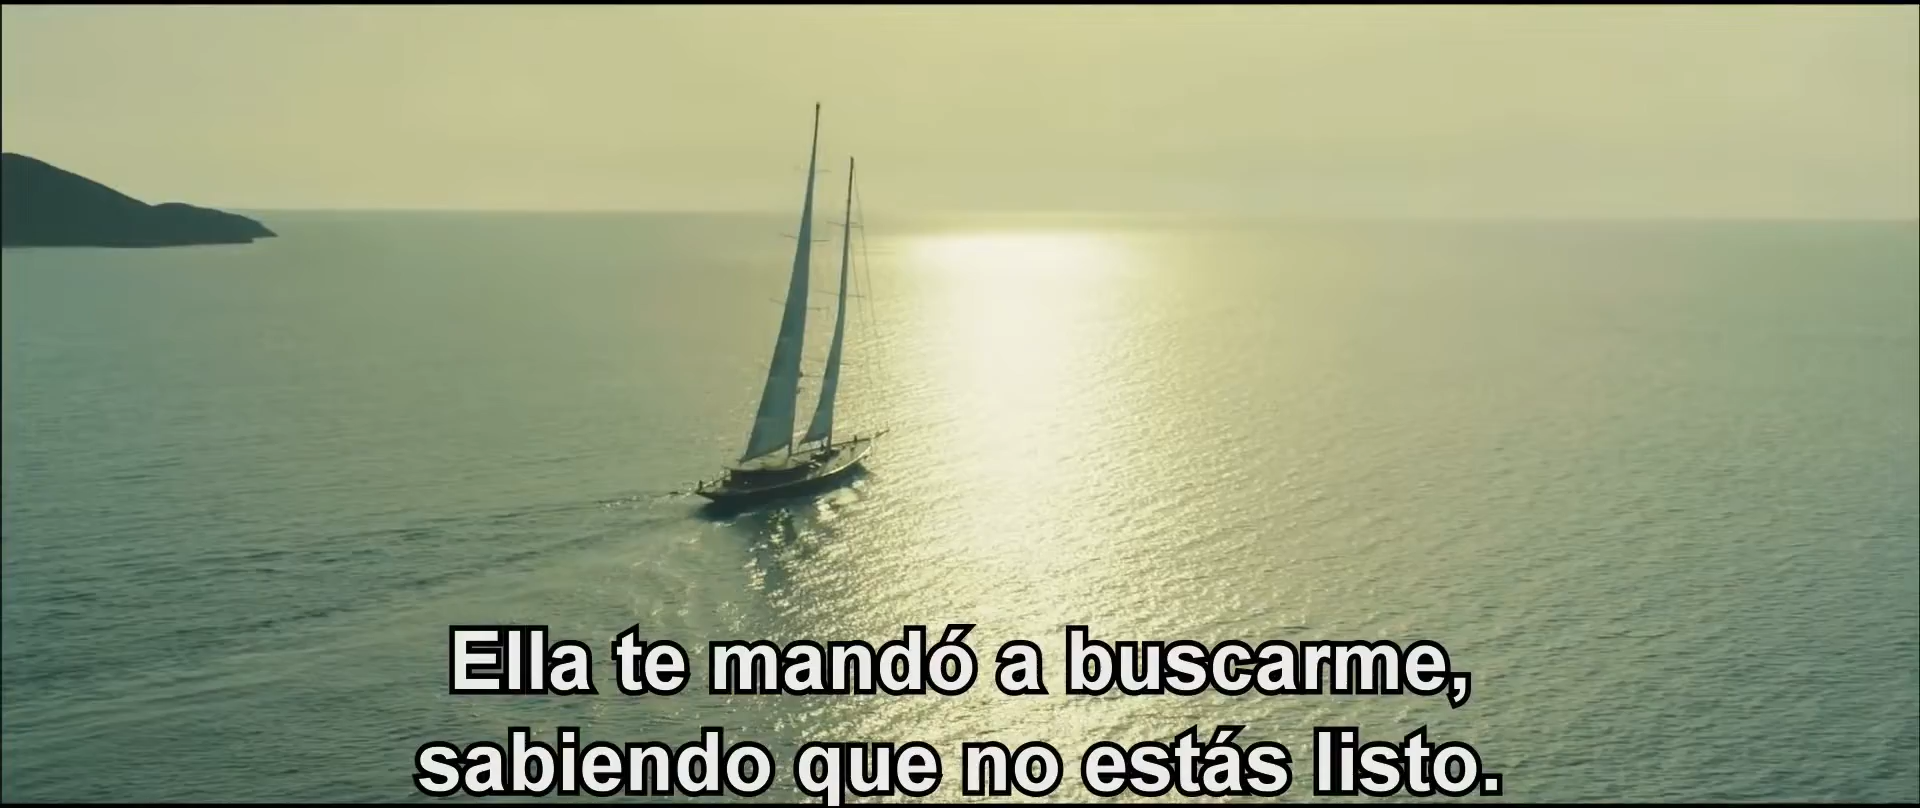 Ella te mandó a buscarme,
sabiendo que no estás listo.